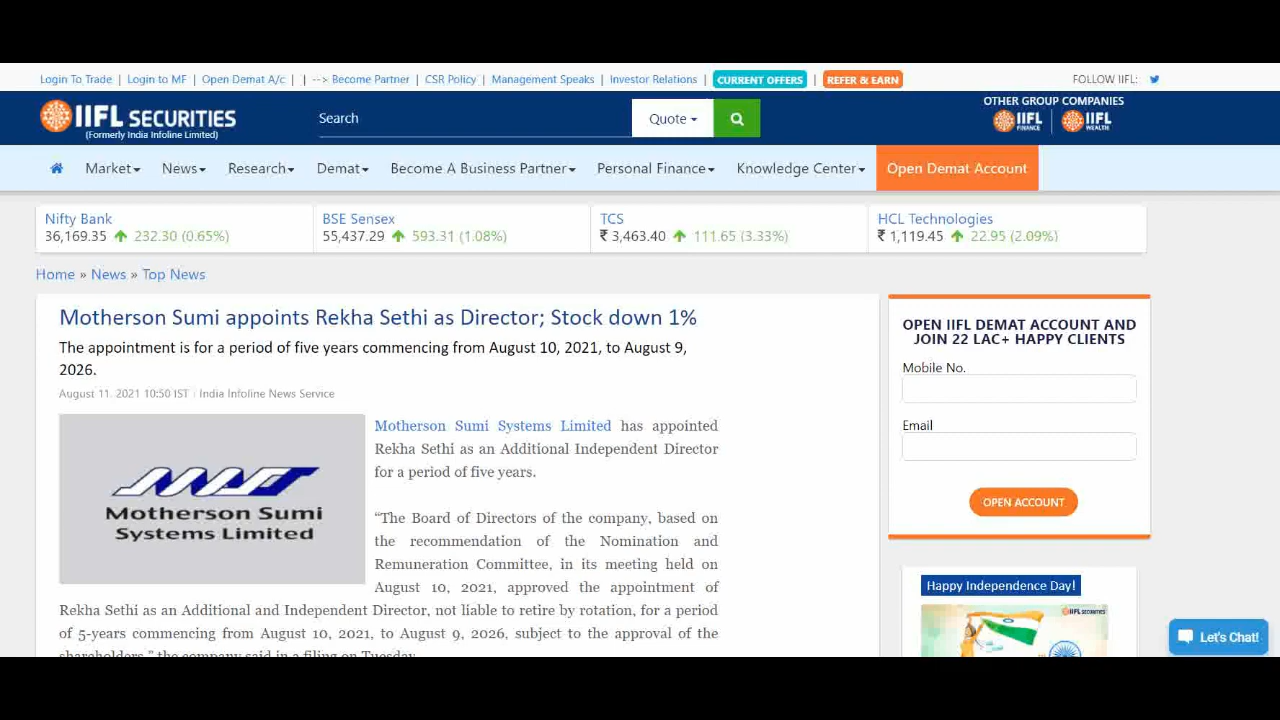 Login To Trade | Login to MF | Open Demat A/c | | --> Become Partner | CSR Policy | Management Speaks | Investor Relations | CURRENT OFFERS | REFER & EARN FOLLOW IIFL:
IIFL SECURITIES
(Formerly India Infoline Limited)
Search
Quote
OTHER GROUP COMPANIES
IIFL FINANCE | IIFL WEALTH
Market News Research Demat Become A Business Partner Personal Finance Knowledge Center Open Demat Account
Nifty Bank
36,169.35 232.30 (0.65%)
BSE Sensex
55,437.29 593.31 (1.08%)
TCS
₹ 3,463.40 111.65 (3.33%)
HCL Technologies
₹ 1,119.45 22.95 (2.09%)
Home » News » Top News
Motherson Sumi appoints Rekha Sethi as Director; Stock down 1%
The appointment is for a period of five years commencing from August 10, 2021, to August 9,
2026.
August 11, 2021 10:50 IST | India Infoline News Service
Motherson Sumi
Systems Limited
Motherson Sumi Systems Limited has appointed
Rekha Sethi as an Additional Independent Director
for a period of five years.
“The Board of Directors of the company, based on
the recommendation of the Nomination and
Remuneration Committee, in its meeting held on
August 10, 2021, approved the appointment of
Rekha Sethi as an Additional and Independent Director, not liable to retire by rotation, for a period
of 5-years commencing from August 10, 2021, to August 9, 2026, subject to the approval of the
shareholders,” the company said in a filing on Tuesday
OPEN IIFL DEMAT ACCOUNT AND
JOIN 22 LAC+ HAPPY CLIENTS
Mobile No.
Email
OPEN ACCOUNT
Happy Independence Day!
IIFL SECURITIES
Let's Chat!